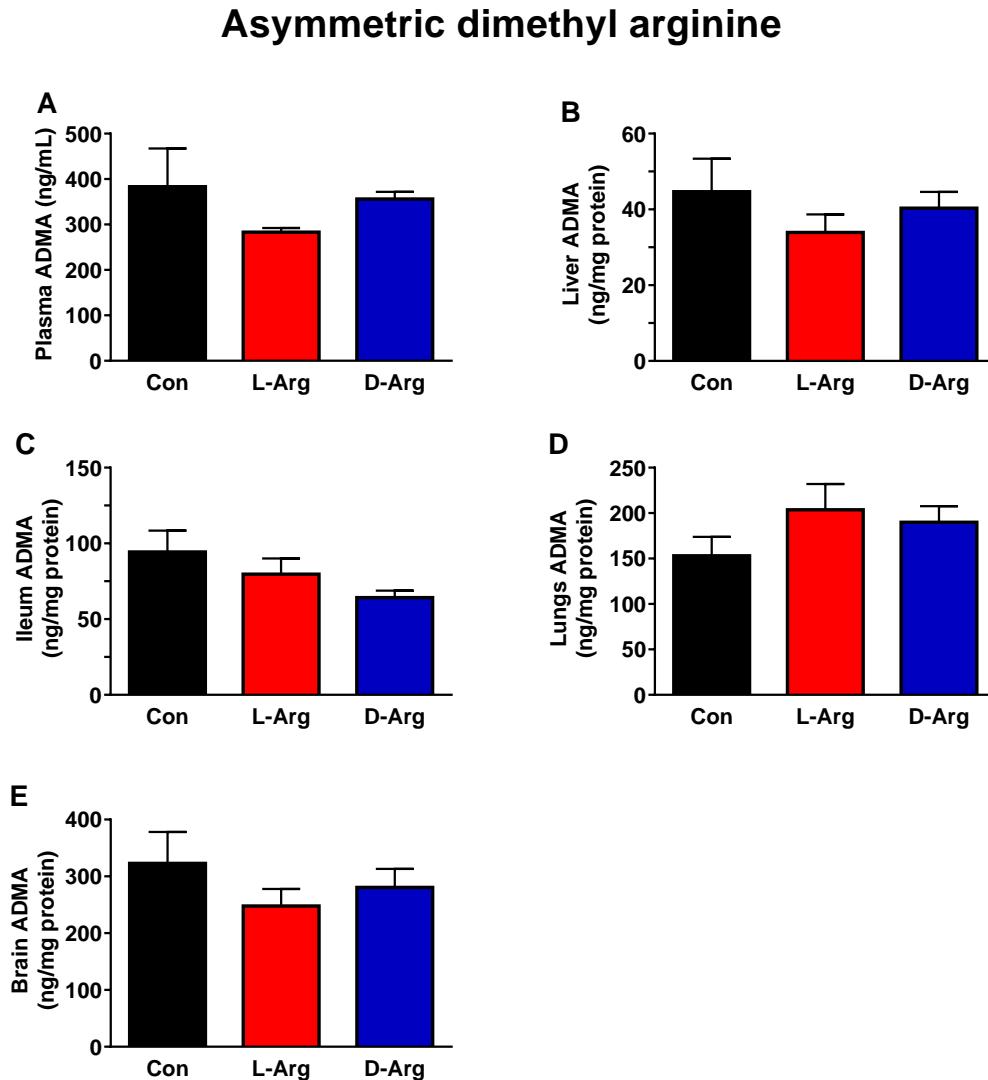 Asymmetric dimethyl arginine
A
Plasma ADMA (ng/mL)
500
400
300
200
100
0
Con L-Arg D-Arg
B
Liver ADMA
(ng/mg protein)
60
40
20
0
Con L-Arg D-Arg
C
Ileum ADMA
(ng/mg protein)
150
100
50
0
Con L-Arg D-Arg
D
Lungs ADMA
(ng/mg protein)
250
200
150
100
50
0
Con L-Arg D-Arg
E
Brain ADMA
(ng/mg protein)
400
300
200
100
0
Con L-Arg D-Arg